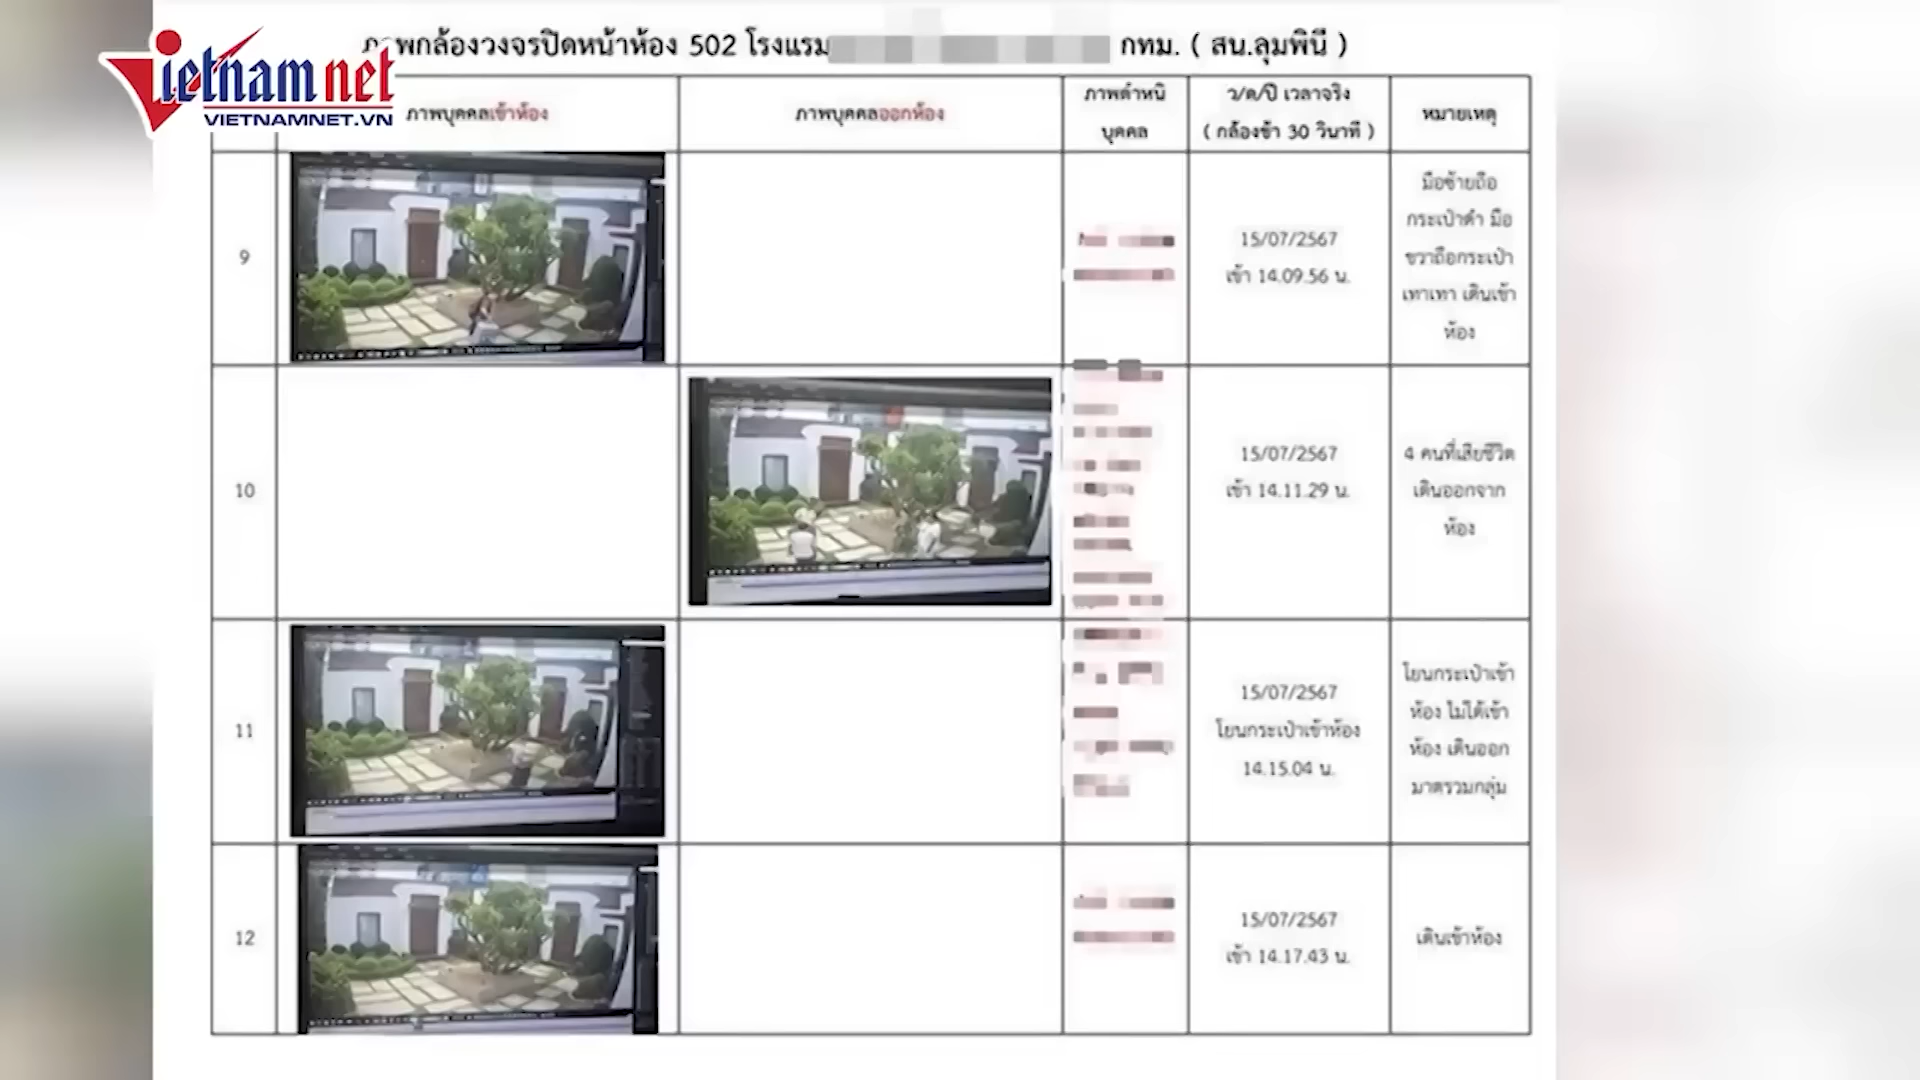 vietnamnet
VIETNAMNET.VN
ภาพกล้องวงจรปิดหน้าห้อง 502 โรงแรม กทม. ( สน.ลุมพินี )
ภาพบุคคลเข้าห้อง
ภาพบุคคลออกห้อง
ภาพตำหนิ
บุคคล
ว/ด/ปี เวลาจริง
( กล้องช้า 30 วินาที )
หมายเหตุ
9
15/07/2567
เข้า 14.09.56 น.
มือซ้ายถือ
กระเป๋าดำ มือ
ขวาถือกระเป๋า
เทาเทา เดินเข้า
ห้อง
10
15/07/2567
เข้า 14.11.29 น.
4 คนที่เสียชีวิต
เดินออกจาก
ห้อง
11
15/07/2567
โยนกระเป๋าเข้าห้อง
14.15.04 น.
โยนกระเป๋าเข้า
ห้อง ไม่ได้เข้า
ห้อง เดินออก
มาตรวมกลุ่ม
12
15/07/2567
เข้า 14.17.43 น.
เดินเข้าห้อง